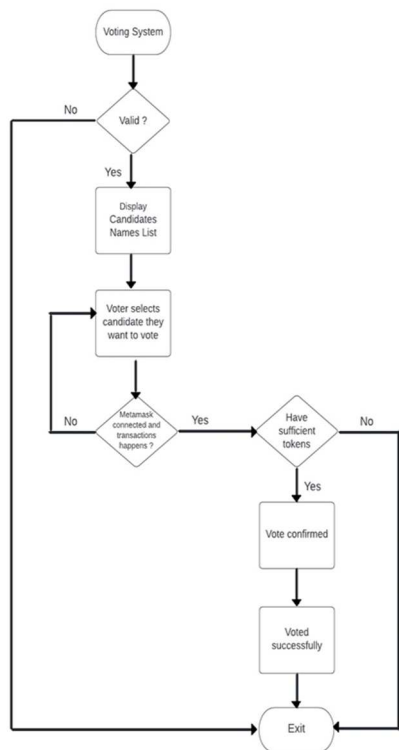 Voting System
No
Valid ?
Yes
Display
Candidates
Names List
Voter selects
candidate they
want to vote
No
Metamask
connected and
transactions
happens ?
Yes
Have
sufficient
tokens
No
Yes
Vote confirmed
Voted
successfully
Exit